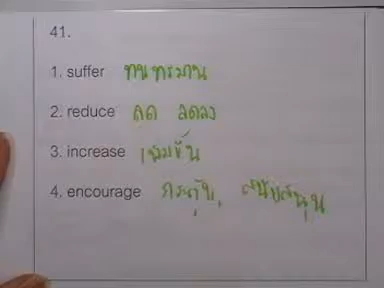 41.
1. suffer ทนทรมาน
2. reduce ลด ลดลง
3. increase เพิ่มขึ้น
4. encourage กระตุ้น, สนับสนุน